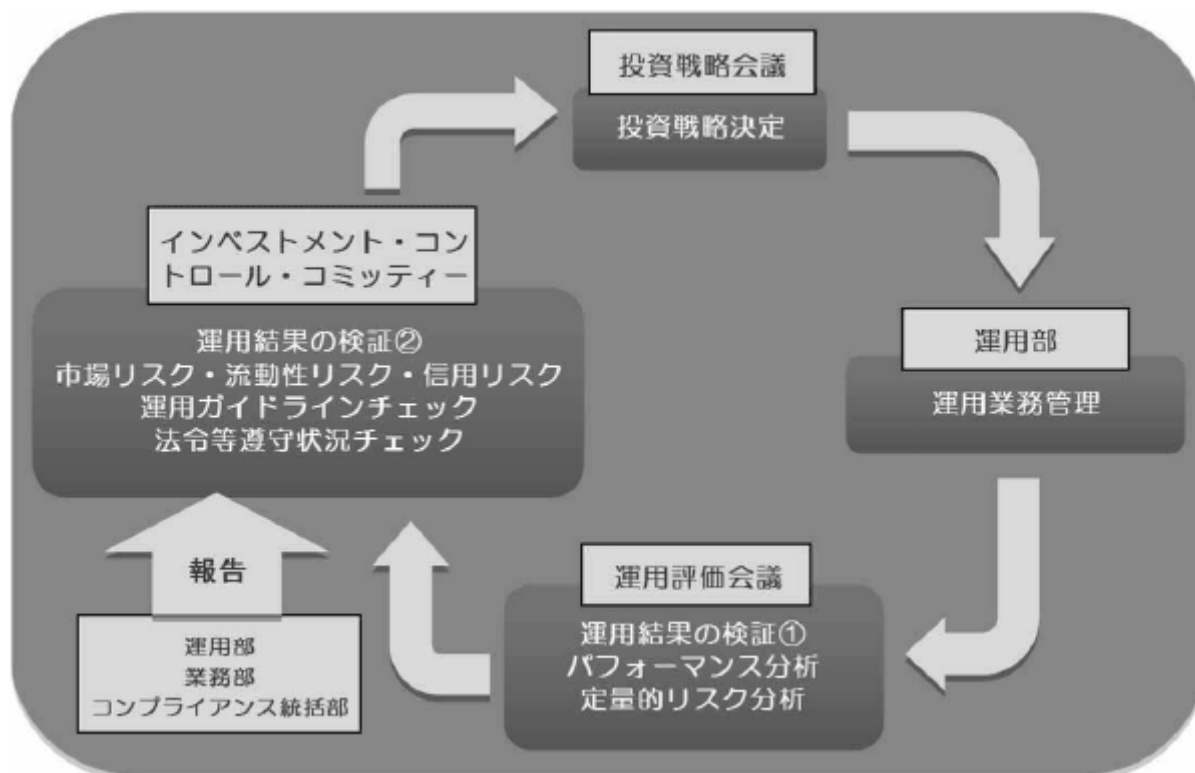 投資戦略会議
投資戦略決定
インベストメント・コン
トロール・コミッティー
運用結果の検証②
市場リスク・流動性リスク・信用リスク
運用ガイドラインチェック
法令等遵守状況チェック
運用部
運用業務管理
報告
運用部
業務部
コンプライアンス統括部
運用評価会議
運用結果の検証①
パフォーマンス分析
定量的リスク分析